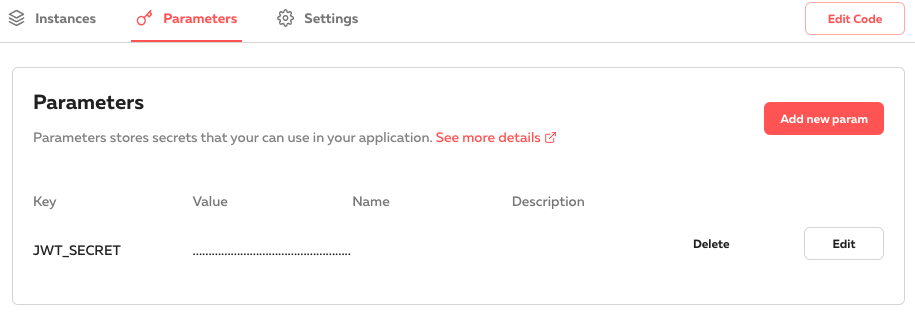 Instances Parameters Settings Edit Code
Parameters
Add new param
Parameters stores secrets that your can use in your application. See more details
Key Value Name Description
JWT_SECRET ................................................ Delete Edit